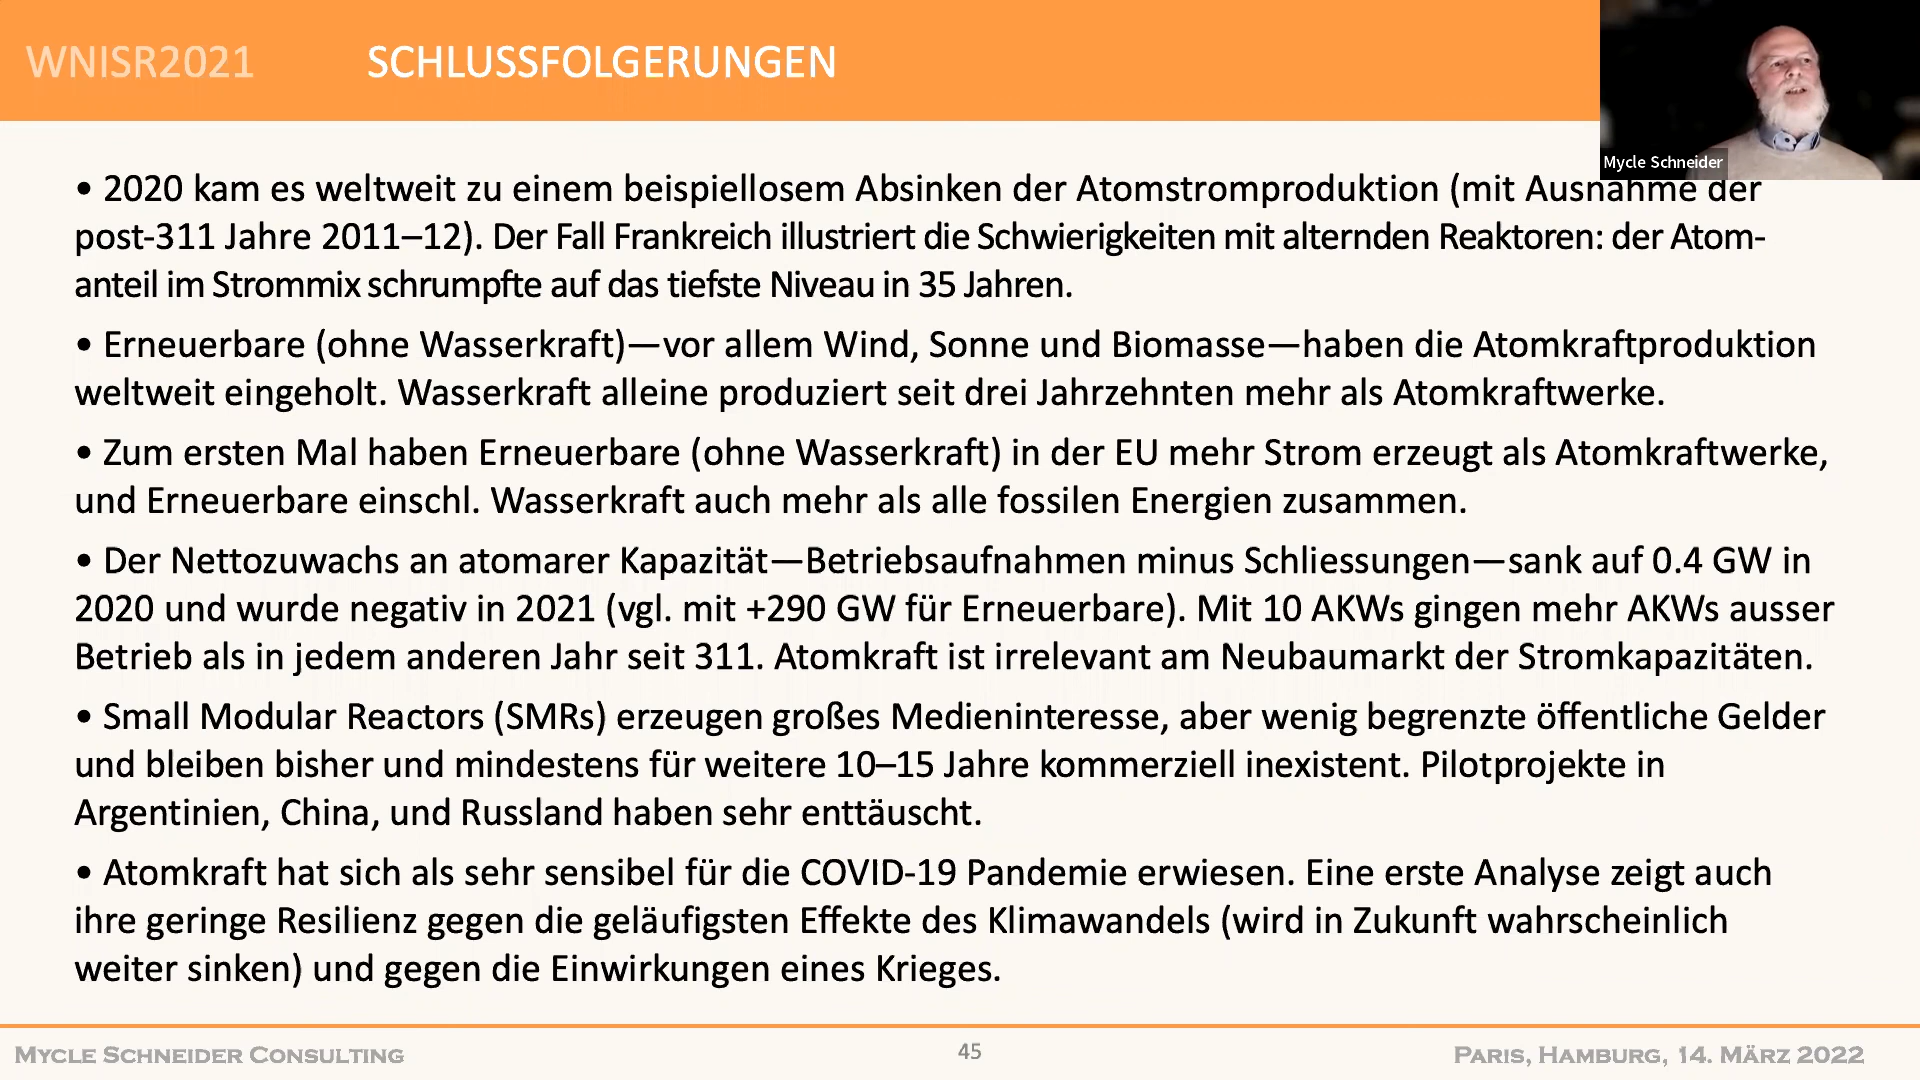 WNISR2021 SCHLUSSFOLGERUNGEN
Mycle Schneider
• 2020 kam es weltweit zu einem beispiellosem Absinken der Atomstromproduktion (mit Ausnahme der
post-311 Jahre 2011–12). Der Fall Frankreich illustriert die Schwierigkeiten mit alternden Reaktoren: der Atom-
anteil im Strommix schrumpfte auf das tiefste Niveau in 35 Jahren.
• Erneuerbare (ohne Wasserkraft)—vor allem Wind, Sonne und Biomasse—haben die Atomkraftproduktion
weltweit eingeholt. Wasserkraft alleine produziert seit drei Jahrzehnten mehr als Atomkraftwerke.
• Zum ersten Mal haben Erneuerbare (ohne Wasserkraft) in der EU mehr Strom erzeugt als Atomkraftwerke,
und Erneuerbare einschl. Wasserkraft auch mehr als alle fossilen Energien zusammen.
• Der Nettozuwachs an atomarer Kapazität—Betriebsaufnahmen minus Schliessungen—sank auf 0.4 GW in
2020 und wurde negativ in 2021 (vgl. mit +290 GW für Erneuerbare). Mit 10 AKWs gingen mehr AKWs ausser
Betrieb als in jedem anderen Jahr seit 311. Atomkraft ist irrelevant am Neubaumarkt der Stromkapazitäten.
• Small Modular Reactors (SMRs) erzeugen großes Medieninteresse, aber wenig begrenzte öffentliche Gelder
und bleiben bisher und mindestens für weitere 10–15 Jahre kommerziell inexistent. Pilotprojekte in
Argentinien, China, und Russland haben sehr enttäuscht.
• Atomkraft hat sich als sehr sensibel für die COVID-19 Pandemie erwiesen. Eine erste Analyse zeigt auch
ihre geringe Resilienz gegen die geläufigsten Effekte des Klimawandels (wird in Zukunft wahrscheinlich
weiter sinken) und gegen die Einwirkungen eines Krieges.
Mycle Schneider Consulting 45 Paris, Hamburg, 14. März 2022